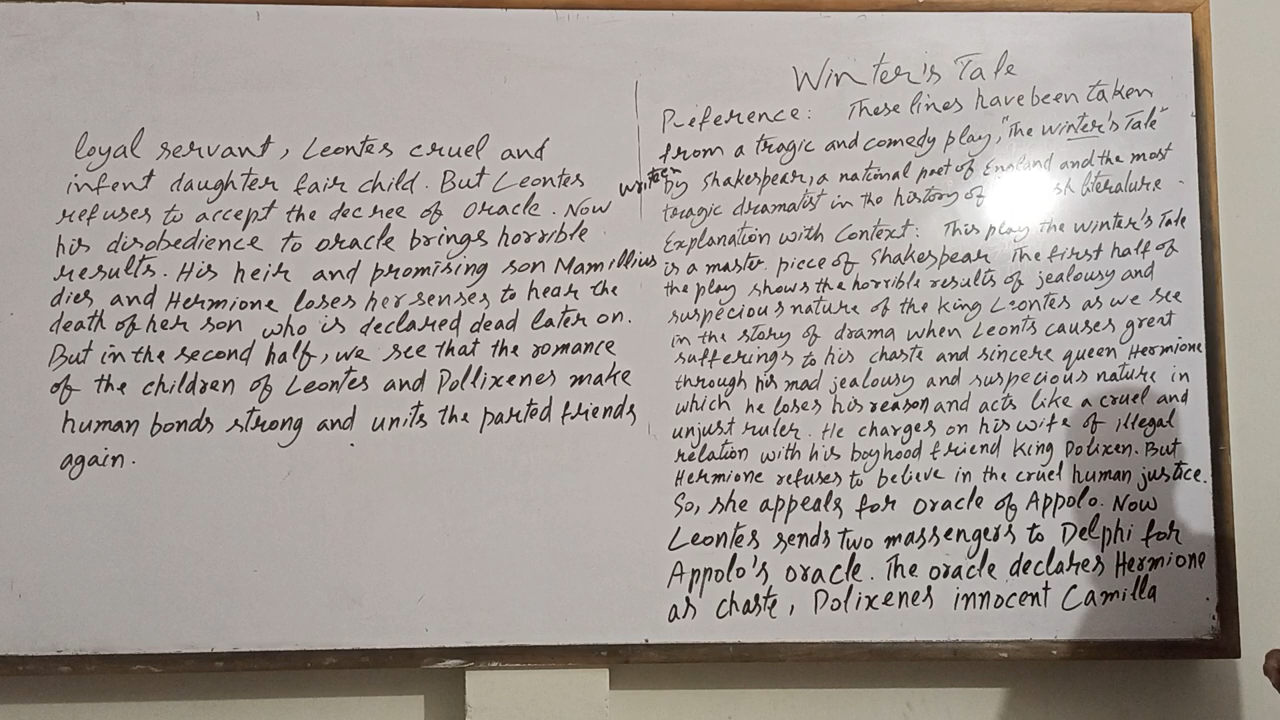 Winter's Tale
Reference: These lines have been taken
from a tragic and comedy play, "The Winter's Tale"
written by Shakespear, a national poet of England and the most
tragic dramatist in the history of sh literature.
Explanation with Context: This play the winter's Tale
is a master piece of Shakespear. The first half of
the play shows the horrible results of jealousy and
suspecious nature of the king Leontes as we see
in the story of drama when Leonts causes great
sufferings to his chaste and sincere queen Hermione
through his mad jealousy and suspecious nature in
which he loses his reason and acts like a cruel and
unjust ruler. He charges on his wife of illegal
relation with his boyhood friend king Polixen. But
Hermione refuses to believe in the cruel human justice.
So, she appeals for oracle of Appolo. Now
Leontes sends two massengers to Delphi for
Appolo's oracle. The oracle declares Hermione
as chaste, Polixenes innocent Camilla
loyal servant, Leontes cruel and
infent daughter fair child. But Leontes
refuses to accept the decree of oracle. Now
his disobedience to oracle brings horrible
results. His heir and promising son Mamillius
dies and Hermione loses her senses to hear the
death of her son who is declared dead later on.
But in the second half, we see that the romance
of the children of Leontes and Pollixenes make
human bonds strong and units the parted friends
again.